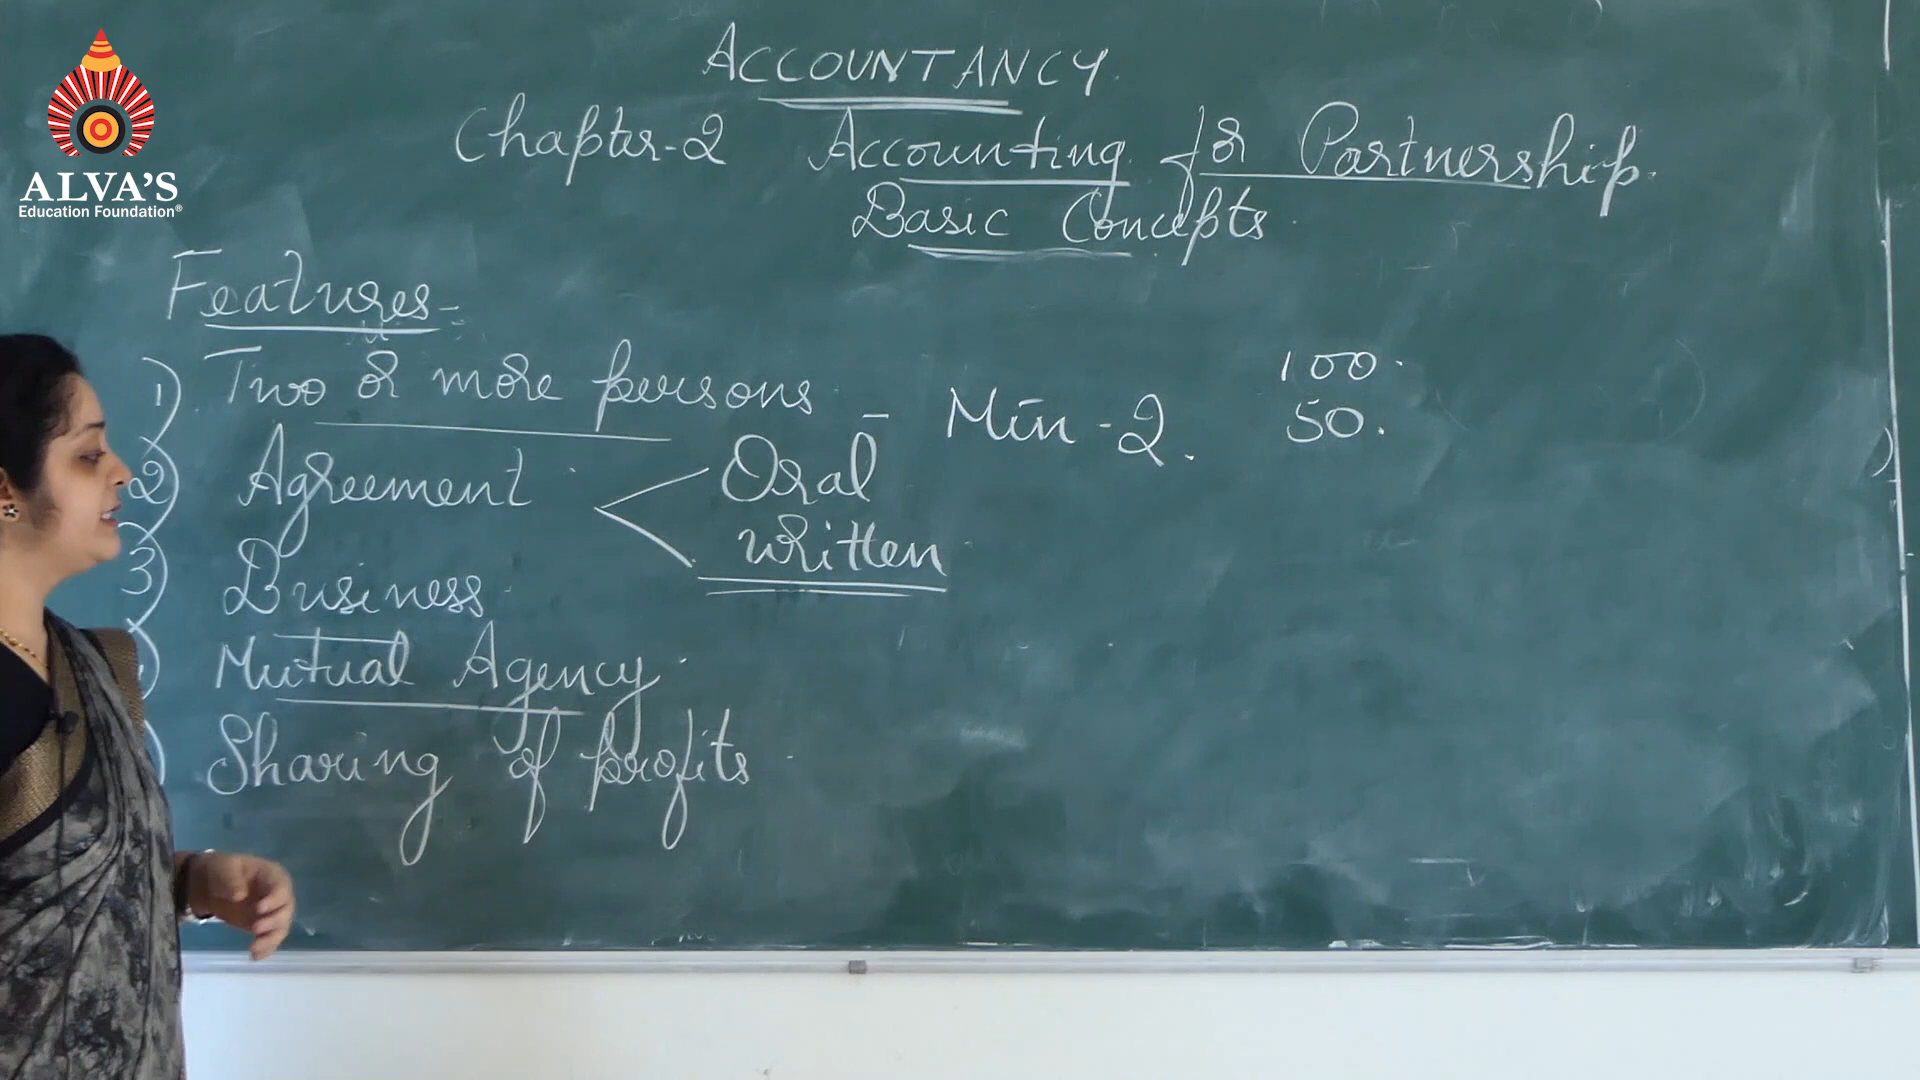 ALVA'S
Education Foundation®
ACCOUNTANCY
Chapter-2 Accounting for Partnership
Basic Concepts
Features-
1) Two or more persons - Min-2. 100.
50.
2) Agreement Oral
written
3) Business
Mutual Agency
Sharing of profits